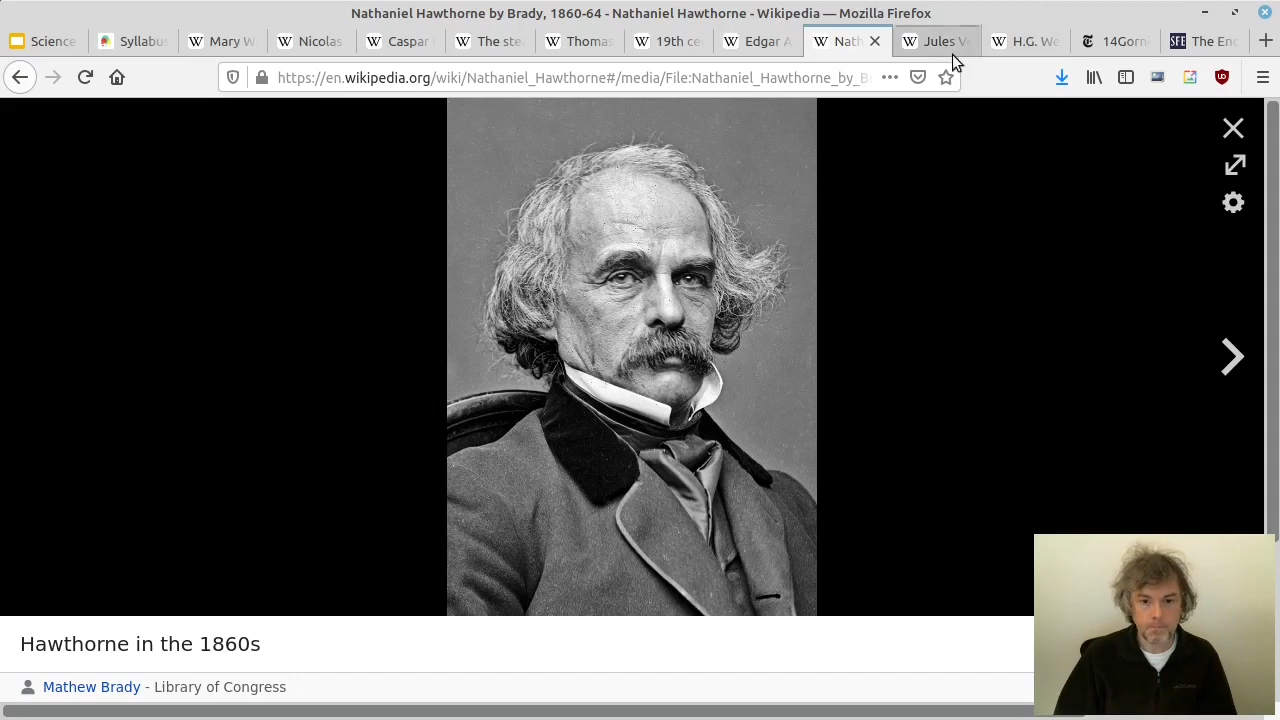 Nathaniel Hawthorne by Brady, 1860-64 - Nathaniel Hawthorne - Wikipedia — Mozilla Firefox
Science Syllabu Mary W Nicolas Caspar The ste Thomas 19th ce Edgar A Nath Jules V H.G. We 14Gorni The Enc
https://en.wikipedia.org/wiki/Nathaniel_Hawthorne#/media/File:Nathaniel_Hawthorne_by_B
Hawthorne in the 1860s
Mathew Brady - Library of Congress